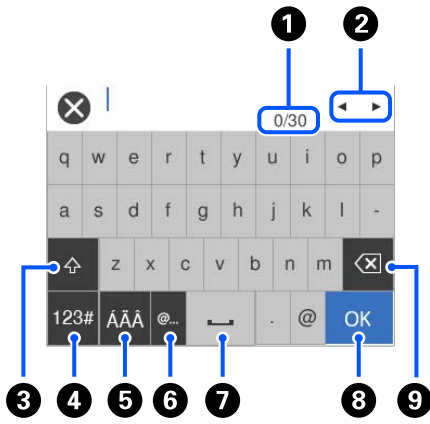 1 2
0/30
q w e r t y u i o p
a s d f g h j k l -
z x c v b n m
123# ÁÄÂ @... . @ OK
3 4 5 6 7 8 9